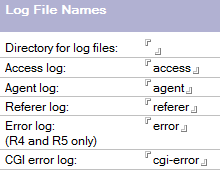 Log File Names
Directory for log files:
Access log: access
Agent log: agent
Referer log: referer
Error log: error
(R4 and R5 only)
CGI error log: cgi-error